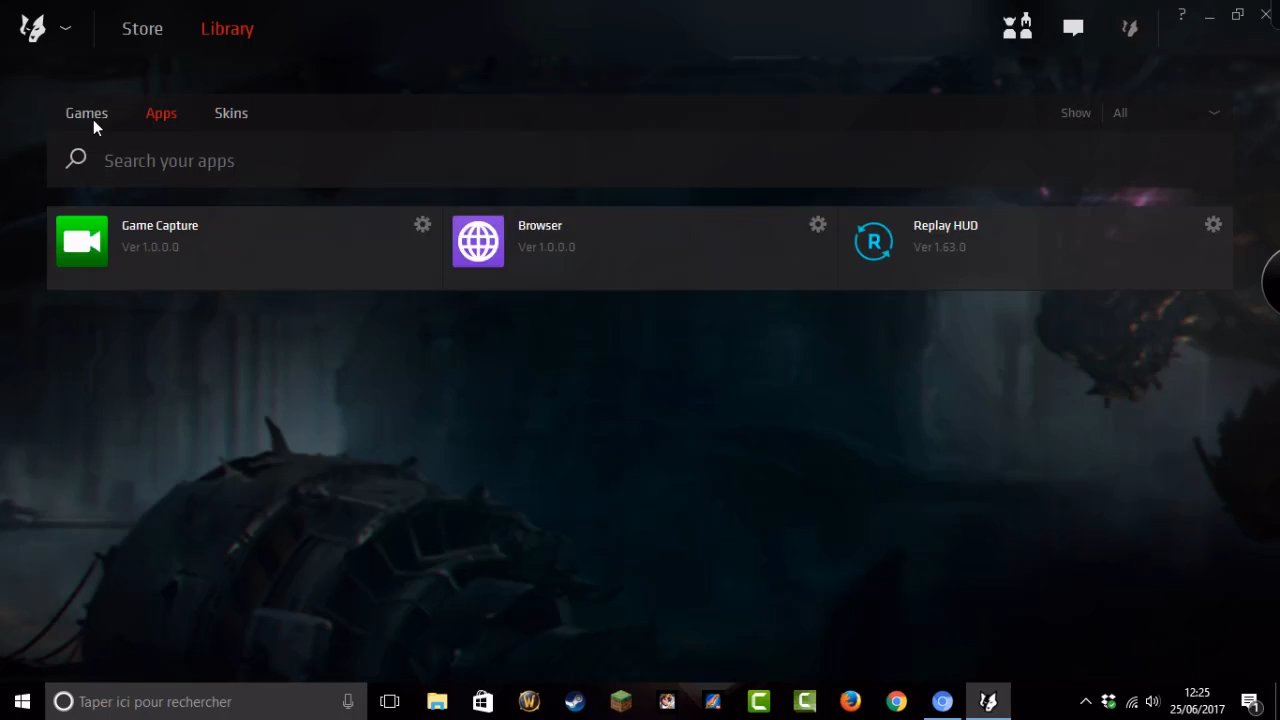 Store
Library
?
Games
Apps
Skins
Show
All
Search your apps
Game Capture
Ver 1.0.0.0
Browser
Ver 1.0.0.0
R
Replay HUD
Ver 1.63.0
Taper ici pour rechercher
W
C
C
12:25
25/06/2017
1